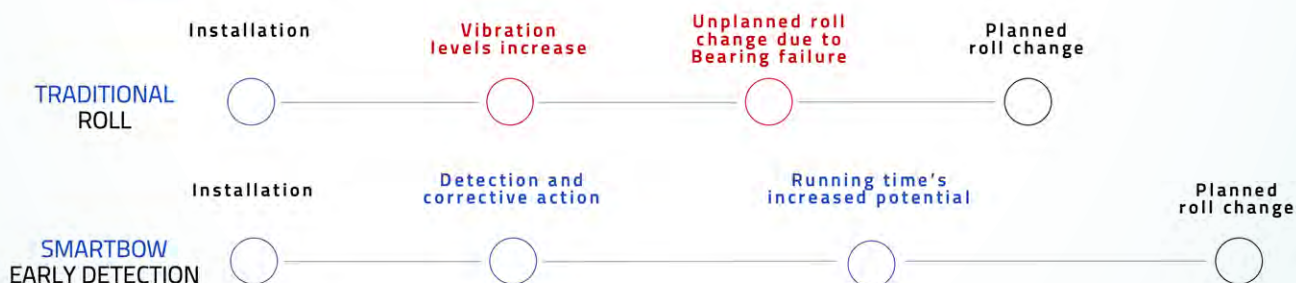 Installation
Vibration
levels increase
Unplanned roll
change due to
Bearing failure
Planned
roll change
TRADITIONAL
ROLL
Installation
Detection and
corrective action
Running time's
increased potential
Planned
roll change
SMARTBOW
EARLY DETECTION